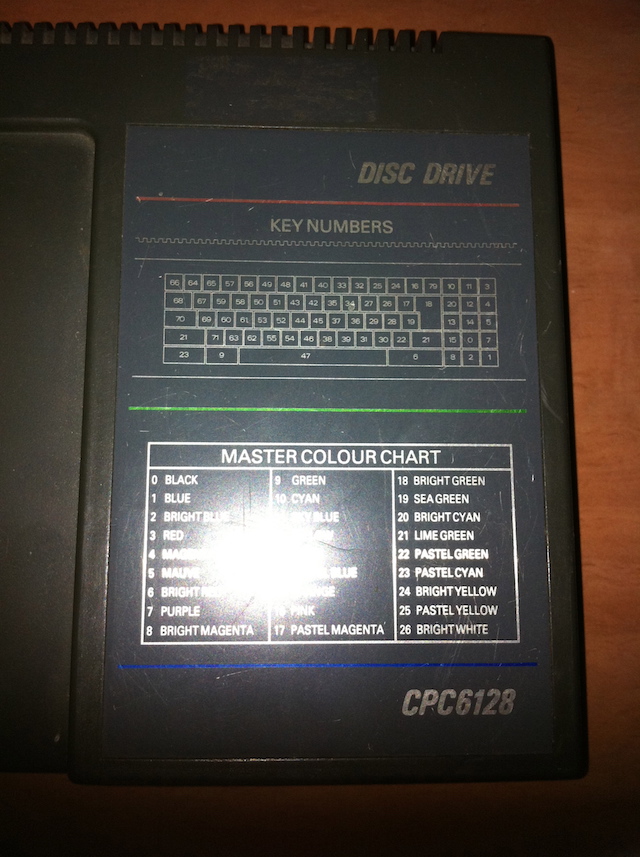 DISC DRIVE
KEY NUMBERS
66 64 65 57 56 49 48 41 40 33 32 25 24 16 79 10 11 3
68 67 59 58 50 51 43 42 35 34 27 26 17 18 20 12 4
70 69 60 61 53 52 44 45 37 36 29 28 19 13 14 5
21 71 63 62 55 54 46 38 39 31 30 22 21 15 0 7
23 9 47 6 8 2 1
MASTER COLOUR CHART
0 BLACK
1 BLUE
2 BRIGHT BLUE
3 RED
4
5 MAUVE
6 BRIGHT RED
7 PURPLE
8 BRIGHT MAGENTA
9 GREEN
10 CYAN
BLUE
BLUE
PINK
17 PASTEL MAGENTA
18 BRIGHT GREEN
19 SEA GREEN
20 BRIGHT CYAN
21 LIME GREEN
22 PASTEL GREEN
23 PASTEL CYAN
24 BRIGHT YELLOW
25 PASTEL YELLOW
26 BRIGHT WHITE
CPC6128